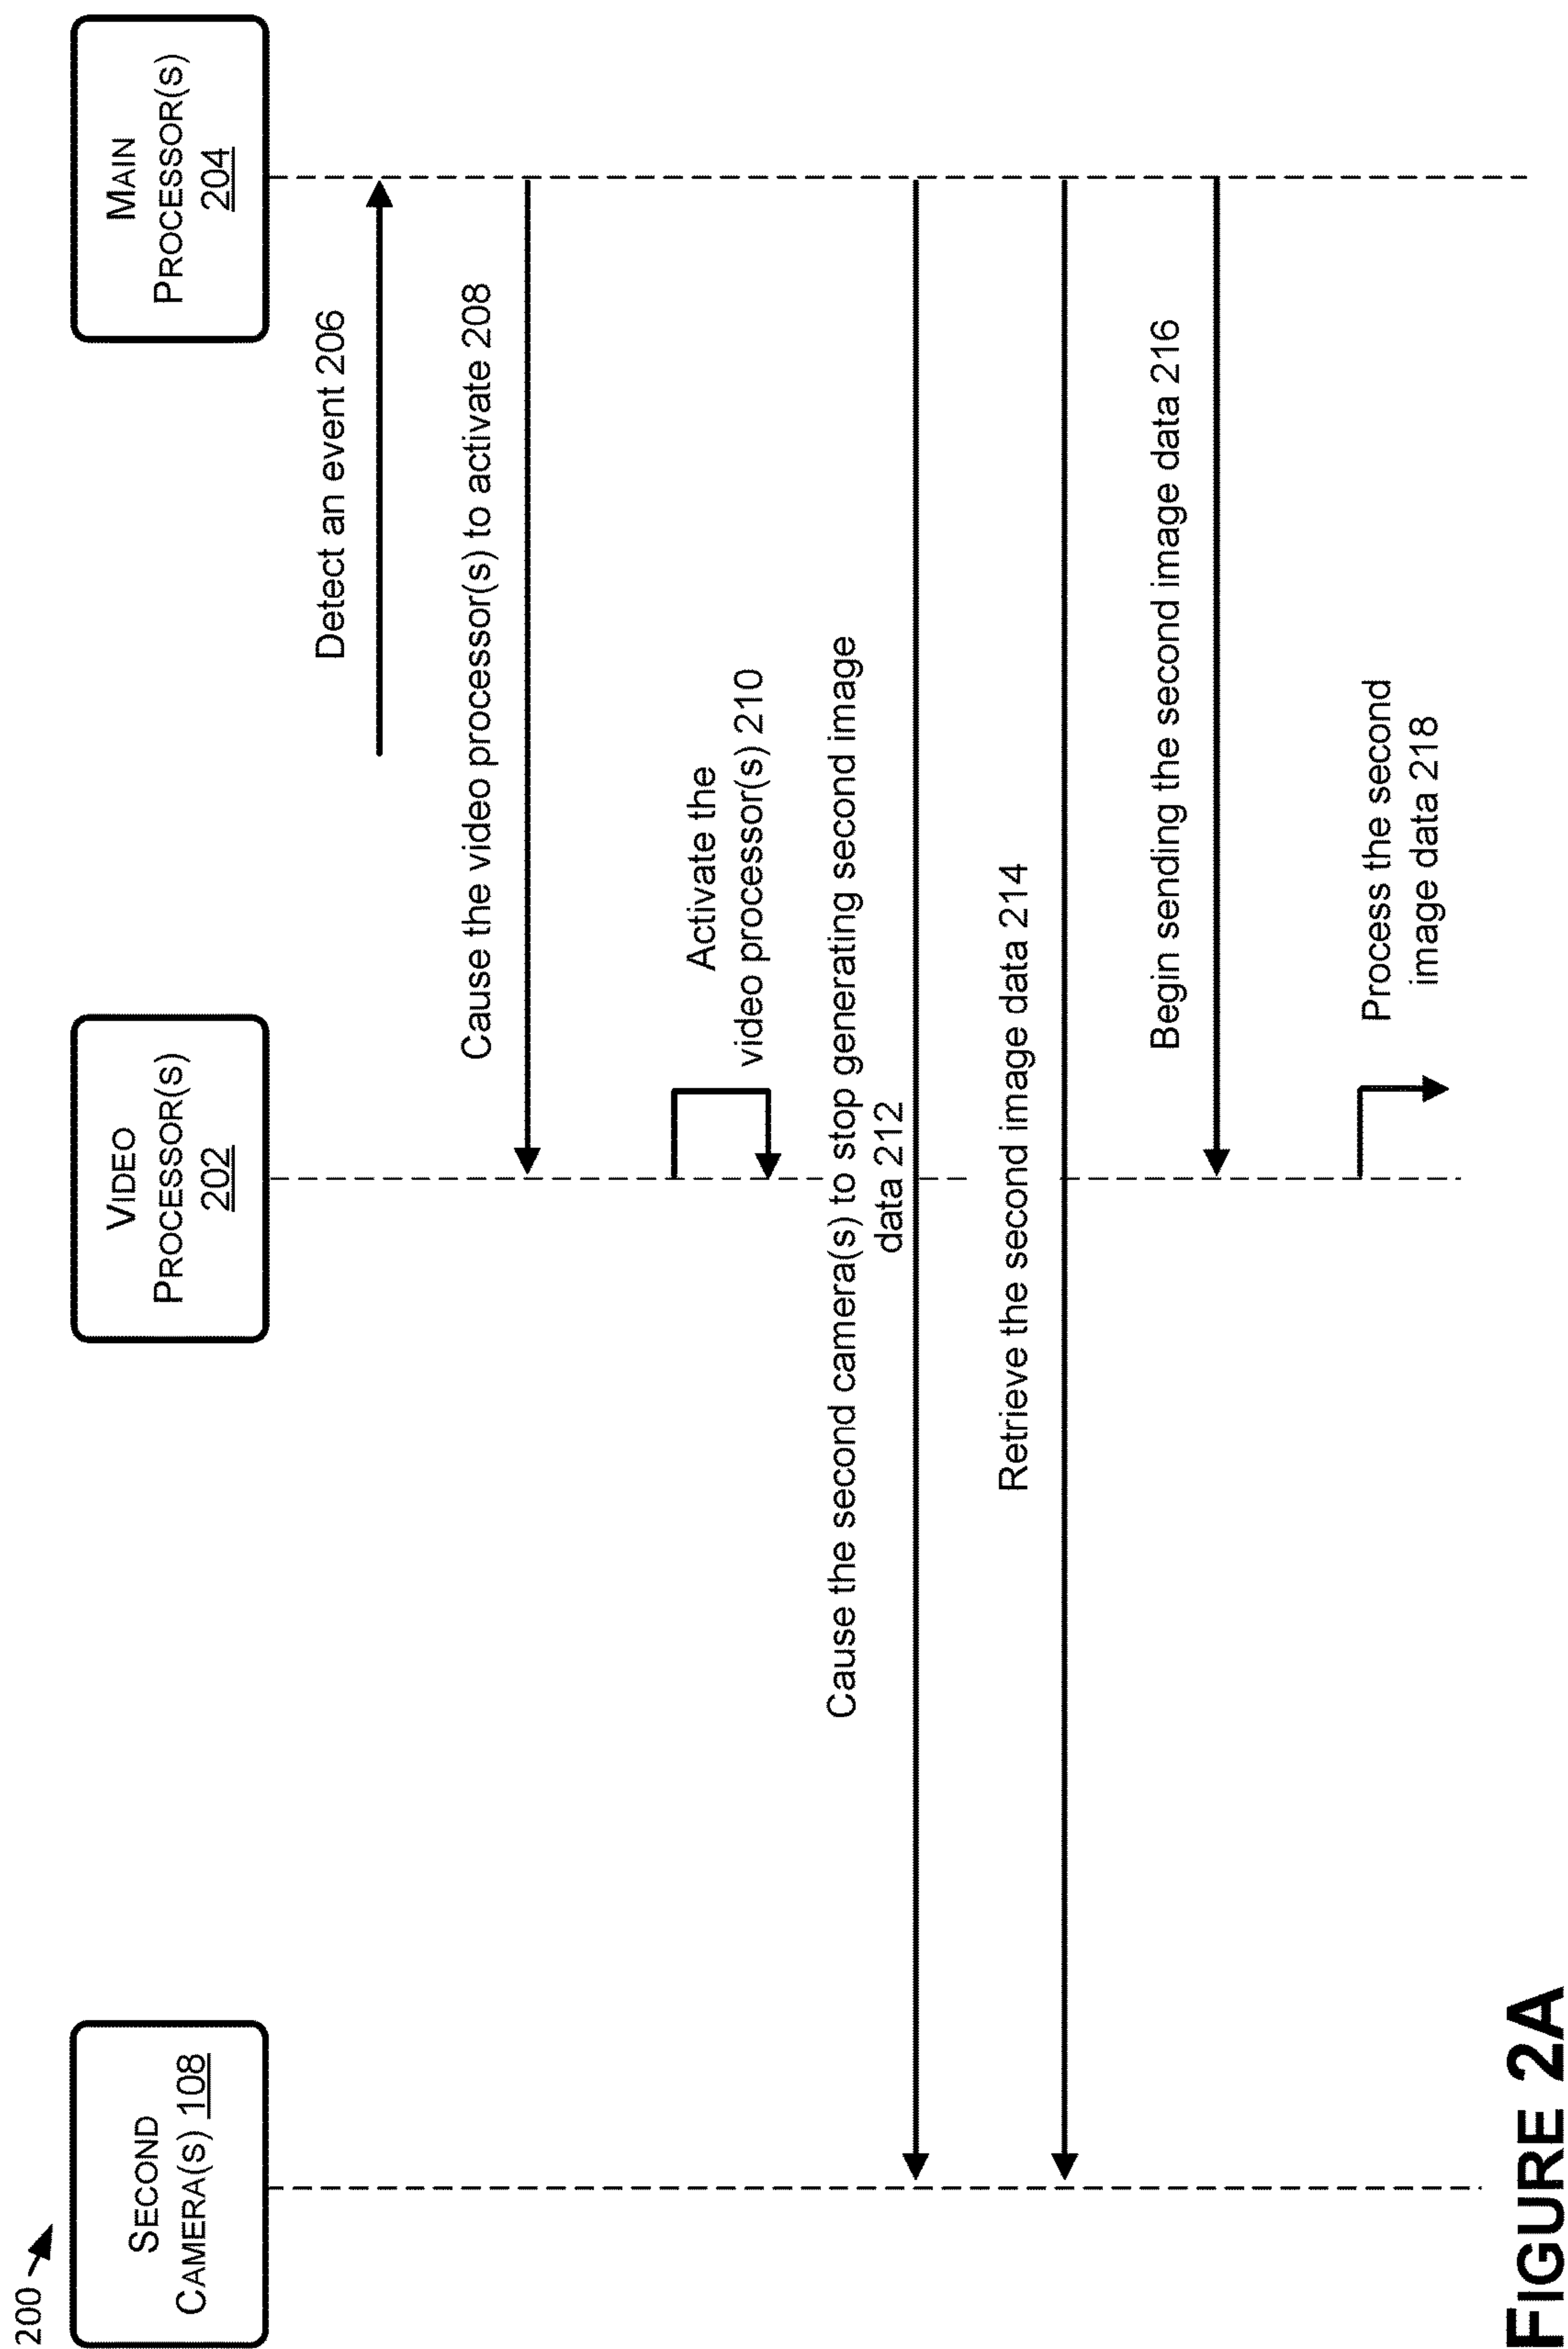 200
SECOND
CAMERA(S) 108
VIDEO
PROCESSOR(S)
202
MAIN
PROCESSOR(S)
204
Detect an event 206
Cause the video processor(s) to activate 208
Activate the
video processor(s) 210
Cause the second camera(s) to stop generating second image
data 212
Retrieve the second image data 214
Begin sending the second image data 216
Process the second
image data 218
FIGURE 2A